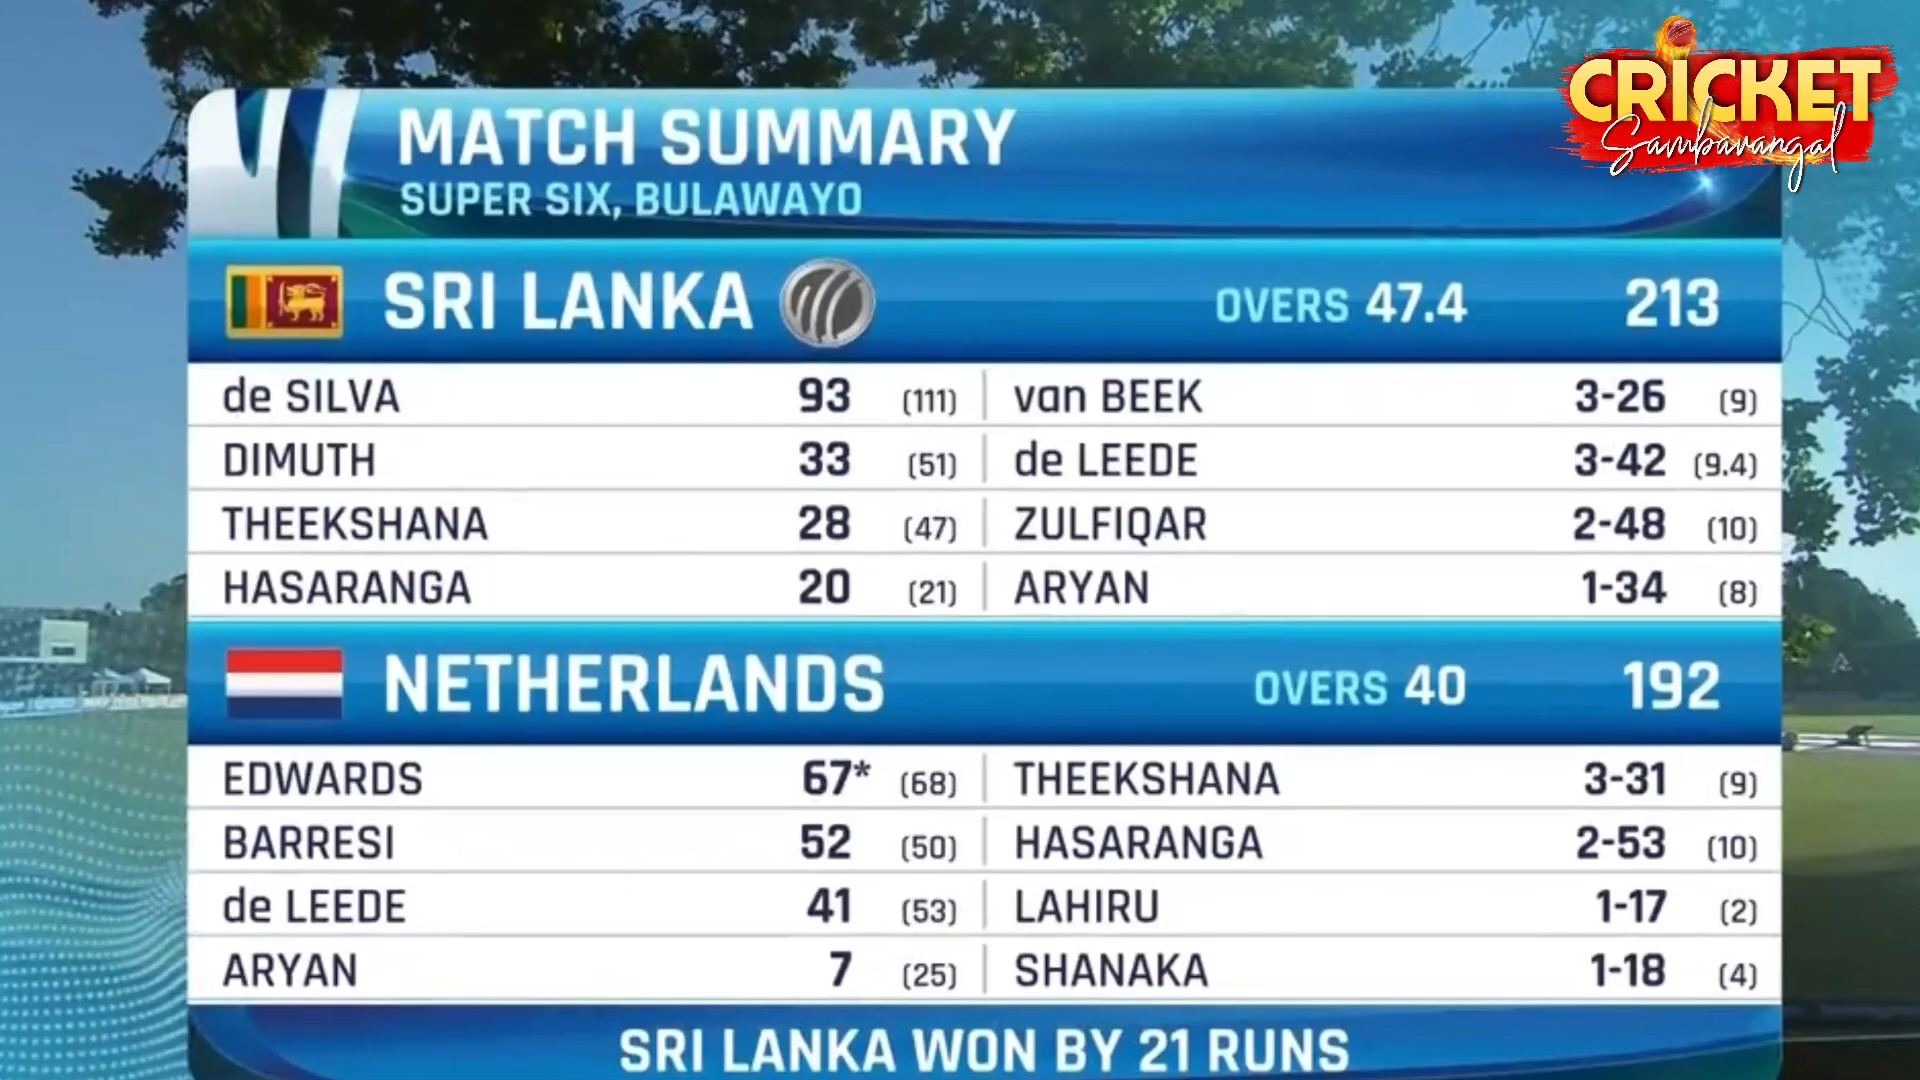 CRICKET
Sambavangal
MATCH SUMMARY
SUPER SIX, BULAWAYO
SRI LANKA OVERS 47.4 213
de SILVA 93 (111) van BEEK 3-26 (9)
DIMUTH 33 (51) de LEEDE 3-42 (9.4)
THEEKSHANA 28 (47) ZULFIQAR 2-48 (10)
HASARANGA 20 (21) ARYAN 1-34 (8)
NETHERLANDS OVERS 40 192
EDWARDS 67* (68) THEEKSHANA 3-31 (9)
BARRESI 52 (50) HASARANGA 2-53 (10)
de LEEDE 41 (53) LAHIRU 1-17 (2)
ARYAN 7 (25) SHANAKA 1-18 (4)
SRI LANKA WON BY 21 RUNS